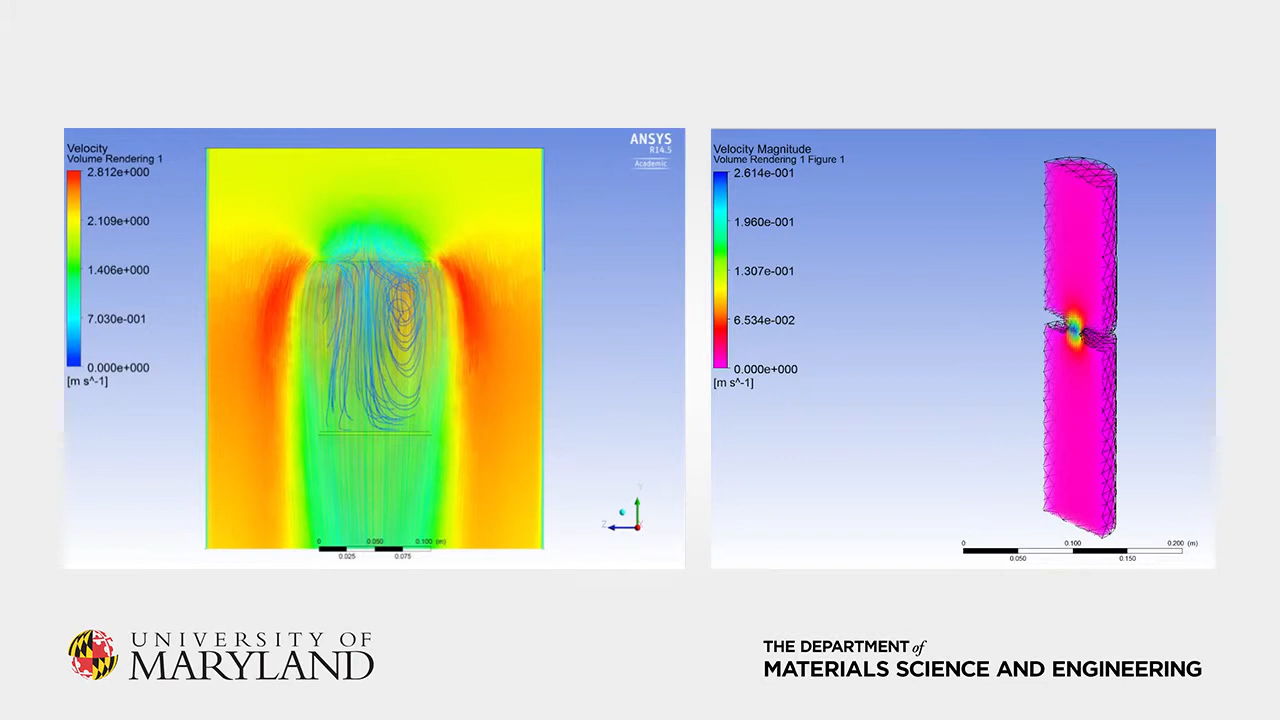 Velocity
Volume Rendering 1
2.812e+000
2.109e+000
1.406e+000
7.030e-001
0.000e+000
[m s^-1]
ANSYS
R14.5
Academic
Y
Z
0 0.050 0.100 (m)
0.025 0.075
Velocity Magnitude
Volume Rendering 1 Figure 1
2.614e-001
1.960e-001
1.307e-001
6.534e-002
0.000e+000
[m s^-1]
0 0.100 0.200 (m)
0.050 0.150
UNIVERSITY OF
MARYLAND
THE DEPARTMENT of
MATERIALS SCIENCE AND ENGINEERING